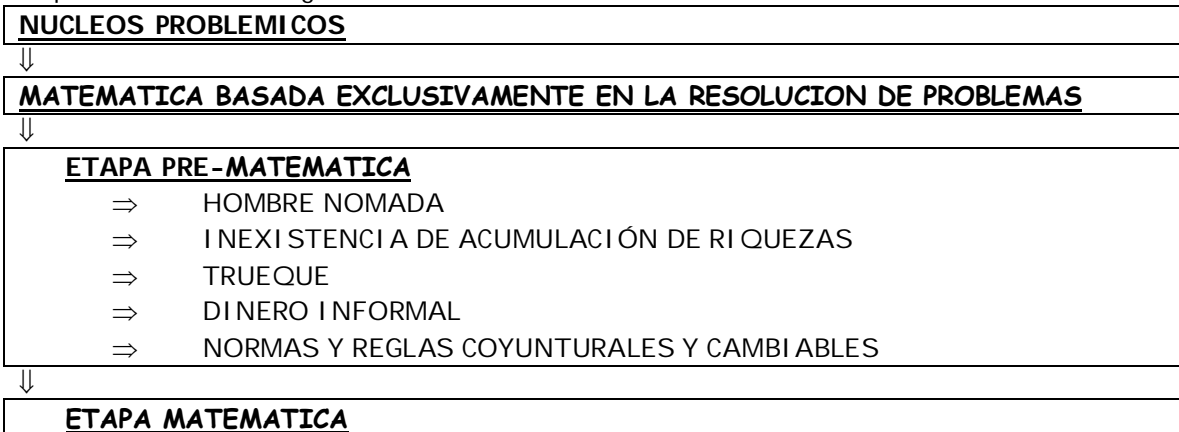 NUCLEOS PROBLEMICOS
⇓
MATEMATICA BASADA EXCLUSIVAMENTE EN LA RESOLUCION DE PROBLEMAS
⇓
ETAPA PRE-MATEMATICA
⇒ HOMBRE NOMADA
⇒ INEXISTENCIA DE ACUMULACIÓN DE RIQUEZAS
⇒ TRUEQUE
⇒ DINERO INFORMAL
⇒ NORMAS Y REGLAS COYUNTURALES Y CAMBIABLES
⇓
ETAPA MATEMATICA